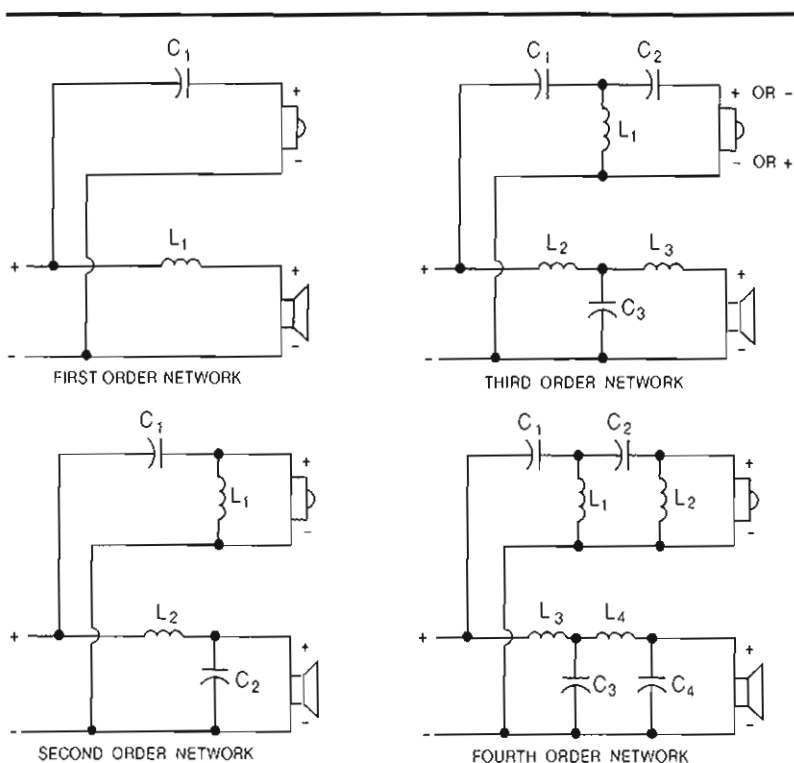 C1
+
-
L1
+
+
-
-
FIRST ORDER NETWORK
C1
C2
+ OR -
L1
- OR +
L2
L3
+
+
C3
-
-
THIRD ORDER NETWORK
C1
+
L1
-
L2
+
+
C2
-
-
SECOND ORDER NETWORK
C1
C2
+
L1
L2
-
L3
L4
+
+
C3
C4
-
-
FOURTH ORDER NETWORK